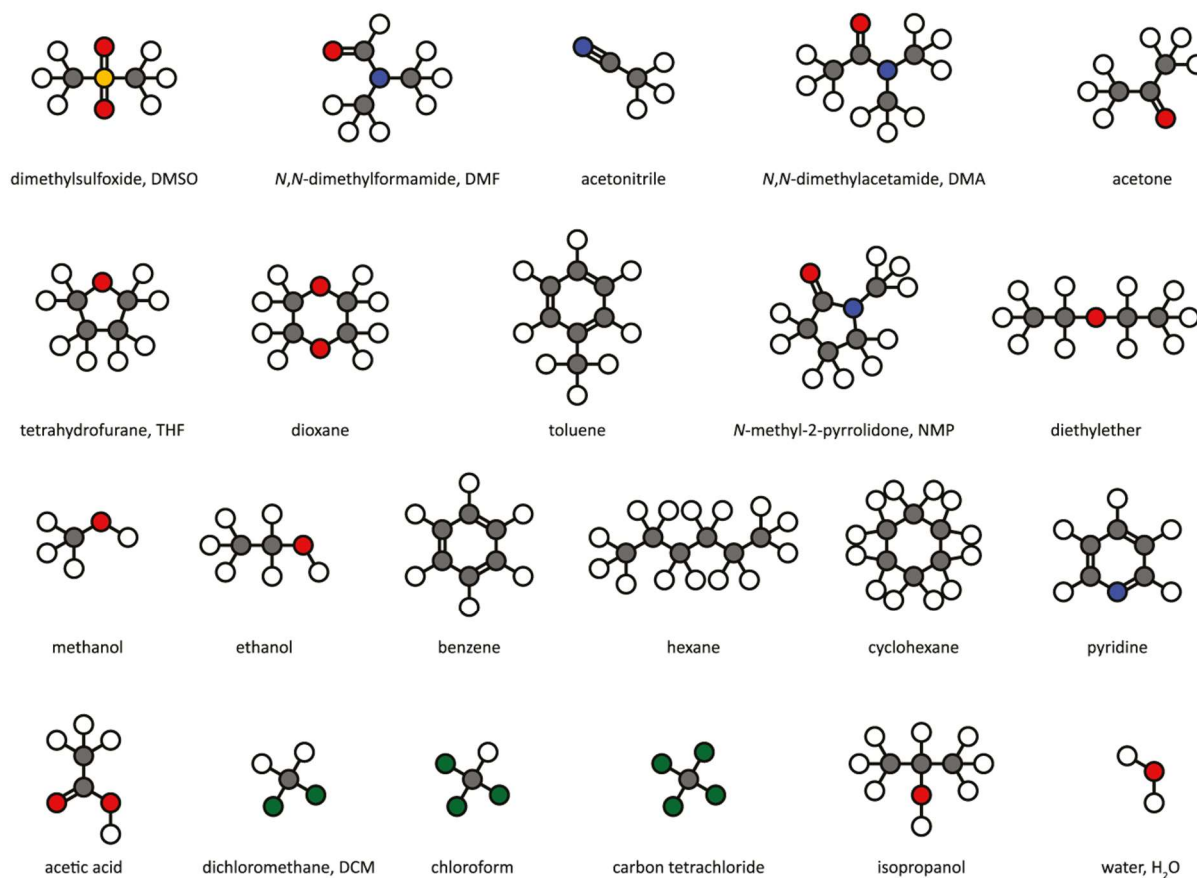 dimethylsulfoxide, DMSO
N,N-dimethylformamide, DMF
acetonitrile
N,N-dimethylacetamide, DMA
acetone
tetrahydrofurane, THF
dioxane
toluene
N-methyl-2-pyrrolidone, NMP
diethylether
methanol
ethanol
benzene
hexane
cyclohexane
pyridine
acetic acid
dichloromethane, DCM
chloroform
carbon tetrachloride
isopropanol
water, H₂O